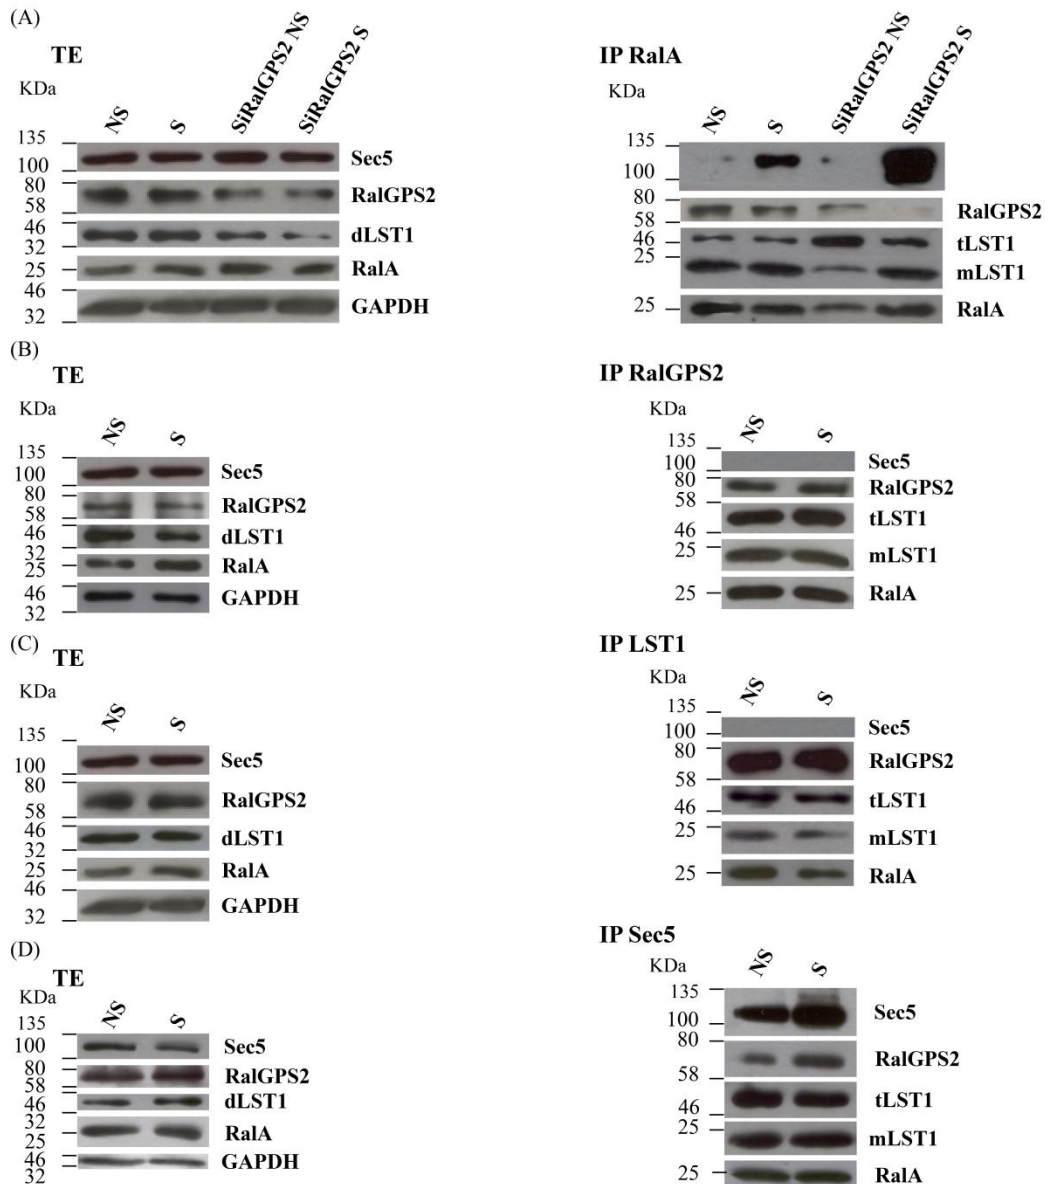 (A)
TE
KDa
NS
S
SiRalGPS2 NS
SiRalGPS2 S
135
100
80
58
46
32
25
46
32
Sec5
RalGPS2
dLST1
RalA
GAPDH
IP RalA
KDa
NS
S
SiRalGPS2 NS
SiRalGPS2 S
135
100
80
58
46
25
25
RalGPS2
tLST1
mLST1
RalA
(B)
TE
KDa
NS
S
135
100
80
58
46
32
25
46
32
Sec5
RalGPS2
dLST1
RalA
GAPDH
IP RalGPS2
KDa
NS
S
135
100
80
58
46
25
25
Sec5
RalGPS2
tLST1
mLST1
RalA
(C)
TE
KDa
NS
S
135
100
80
58
46
32
25
46
32
Sec5
RalGPS2
dLST1
RalA
GAPDH
IP LST1
KDa
NS
S
135
100
80
58
46
25
25
Sec5
RalGPS2
tLST1
mLST1
RalA
(D)
TE
KDa
NS
S
135
100
80
58
46
32
25
46
32
Sec5
RalGPS2
dLST1
RalA
GAPDH
IP Sec5
KDa
NS
S
135
100
80
58
46
25
25
Sec5
RalGPS2
tLST1
mLST1
RalA